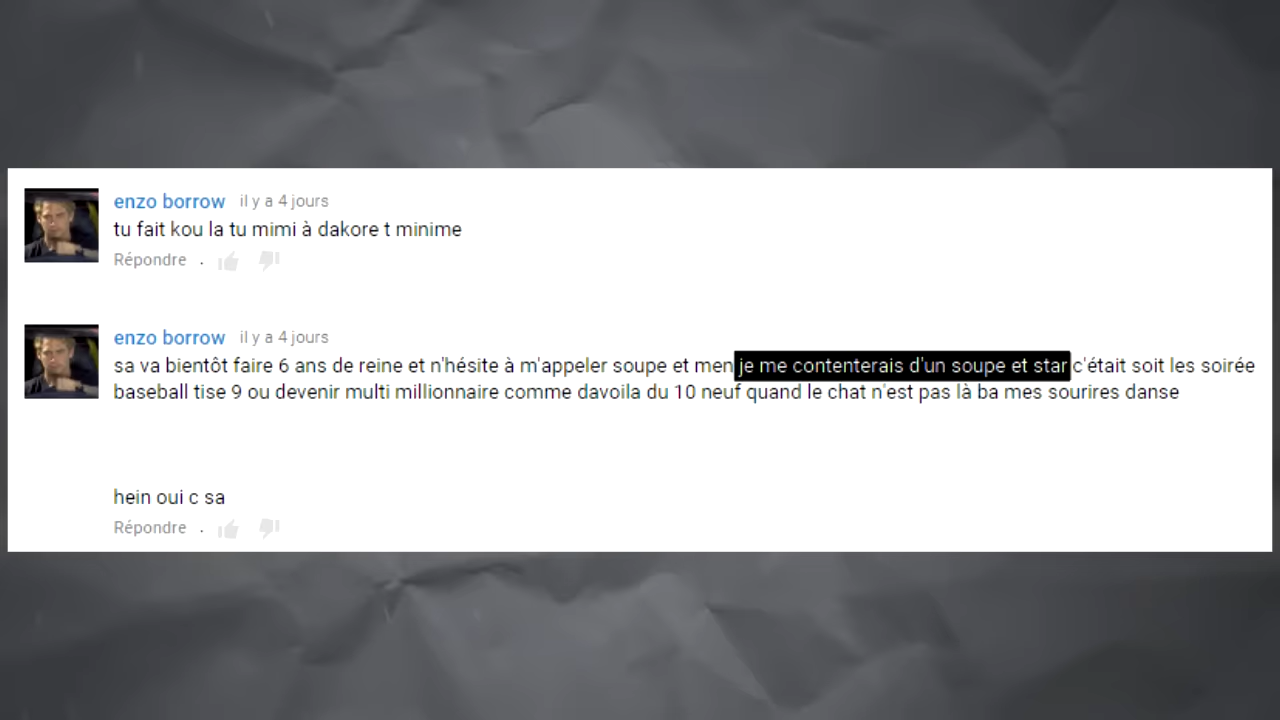 enzo borrow il y a 4 jours
tu fait kou la tu mimi à dakore t minime
Répondre .
enzo borrow il y a 4 jours
sa va bientôt faire 6 ans de reine et n'hésite à m'appeler soupe et men je me contenterais d'un soupe et star c'était soit les soirée
baseball tise 9 ou devenir multi millionnaire comme davoila du 10 neuf quand le chat n'est pas là ba mes sourires danse
hein oui c sa
Répondre .